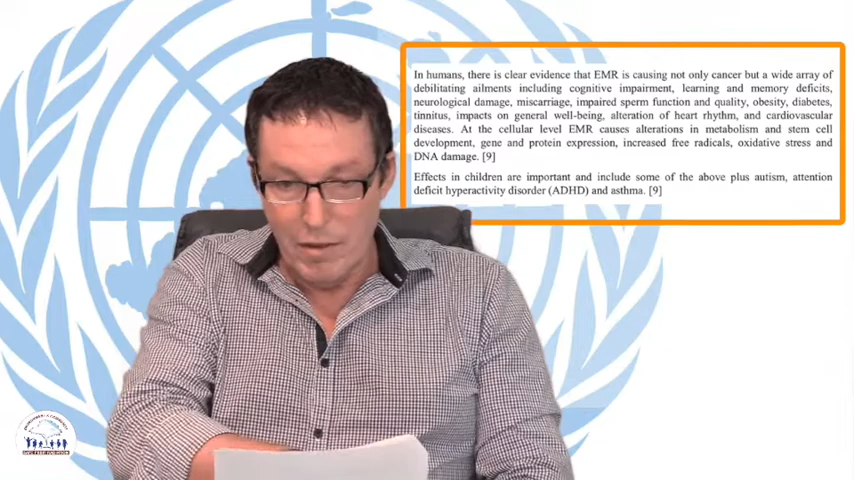 In humans, there is clear evidence that EMR is causing not only cancer but a wide array of
debilitating ailments including cognitive impairment, learning and memory deficits,
neurological damage, miscarriage, impaired sperm function and quality, obesity, diabetes,
tinnitus, impacts on general well-being, alteration of heart rhythm, and cardiovascular
diseases. At the cellular level EMR causes alterations in metabolism and stem cell
development, gene and protein expression, increased free radicals, oxidative stress and
DNA damage. [9]
Effects in children are important and include some of the above plus autism, attention
deficit hyperactivity disorder (ADHD) and asthma. [9]